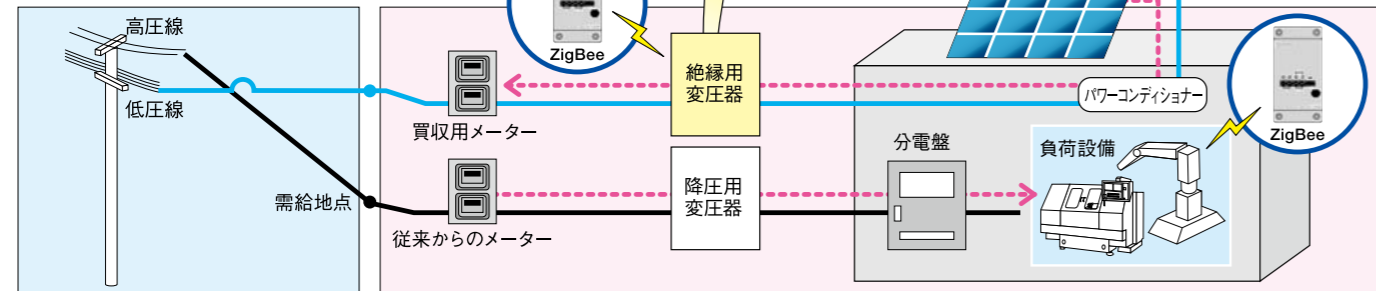 高圧線
低圧線
需給地点
ZigBee
買収用メーター
従来からのメーター
絶縁用
変圧器
降圧用
変圧器
分電盤
パワーコンディショナー
負荷設備
ZigBee